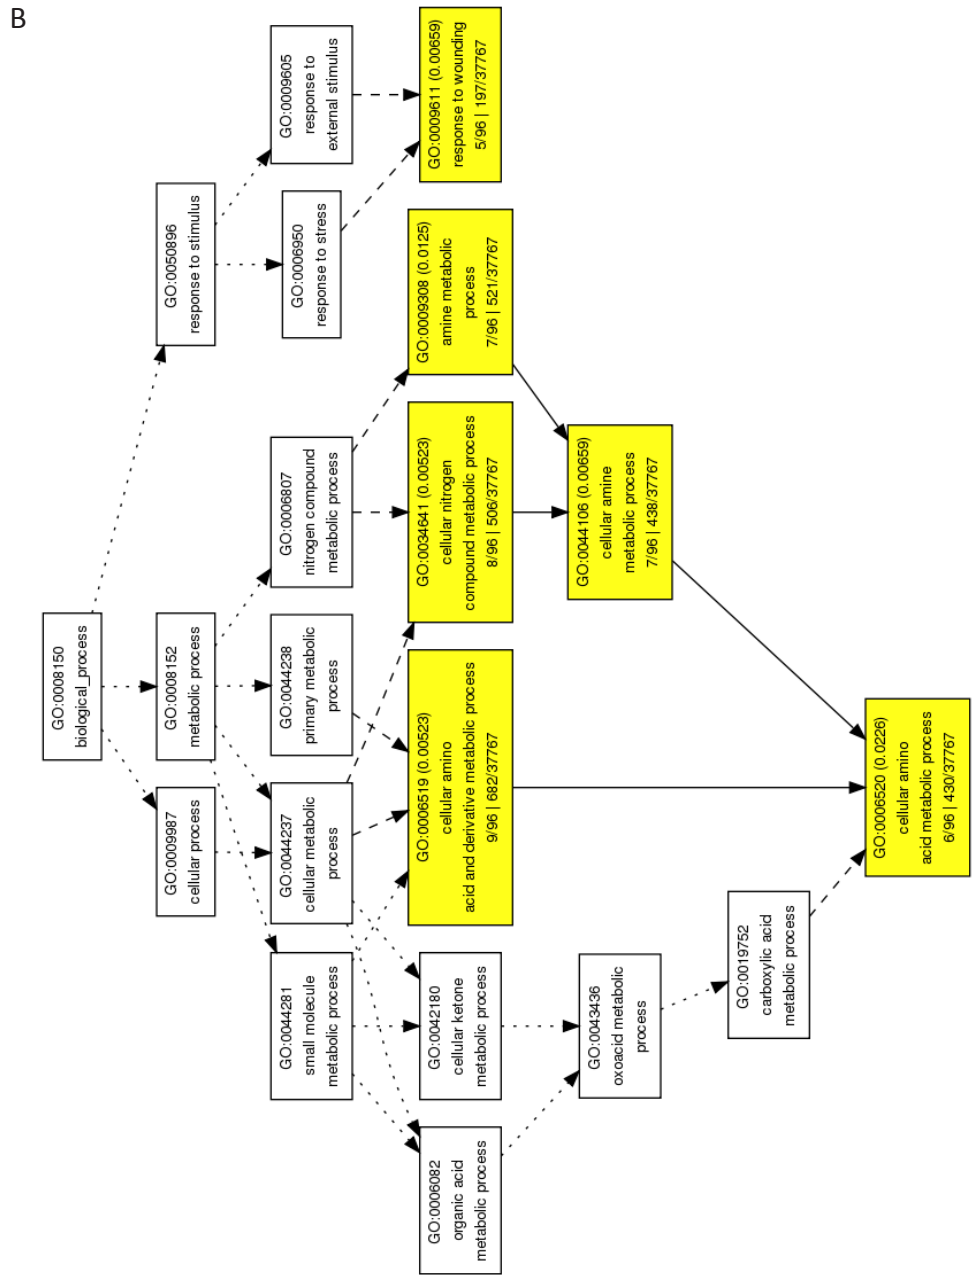 B
GO:0008150
biological_process
GO:0009987
cellular process
GO:0008152
metabolic process
GO:0050896
response to stimulus
GO:0044281
small molecule
metabolic process
GO:0044237
cellular metabolic
process
GO:0044238
primary metabolic
process
GO:0006807
nitrogen compound
metabolic process
GO:0006950
response to stress
GO:0009605
response to
external stimulus
GO:0006082
organic acid
metabolic process
GO:0042180
cellular ketone
metabolic process
GO:0006519 (0.00523)
cellular amino
acid and derivative metabolic process
9/96 | 682/37767
GO:0034641 (0.00523)
cellular nitrogen
compound metabolic process
8/96 | 506/37767
GO:0009308 (0.0125)
amine metabolic
process
7/96 | 521/37767
GO:0009611 (0.00659)
response to wounding
5/96 | 197/37767
GO:0043436
oxoacid metabolic
process
GO:0044106 (0.00659)
cellular amine
metabolic process
7/96 | 438/37767
GO:0019752
carboxylic acid
metabolic process
GO:0006520 (0.0226)
cellular amino
acid metabolic process
6/96 | 430/37767